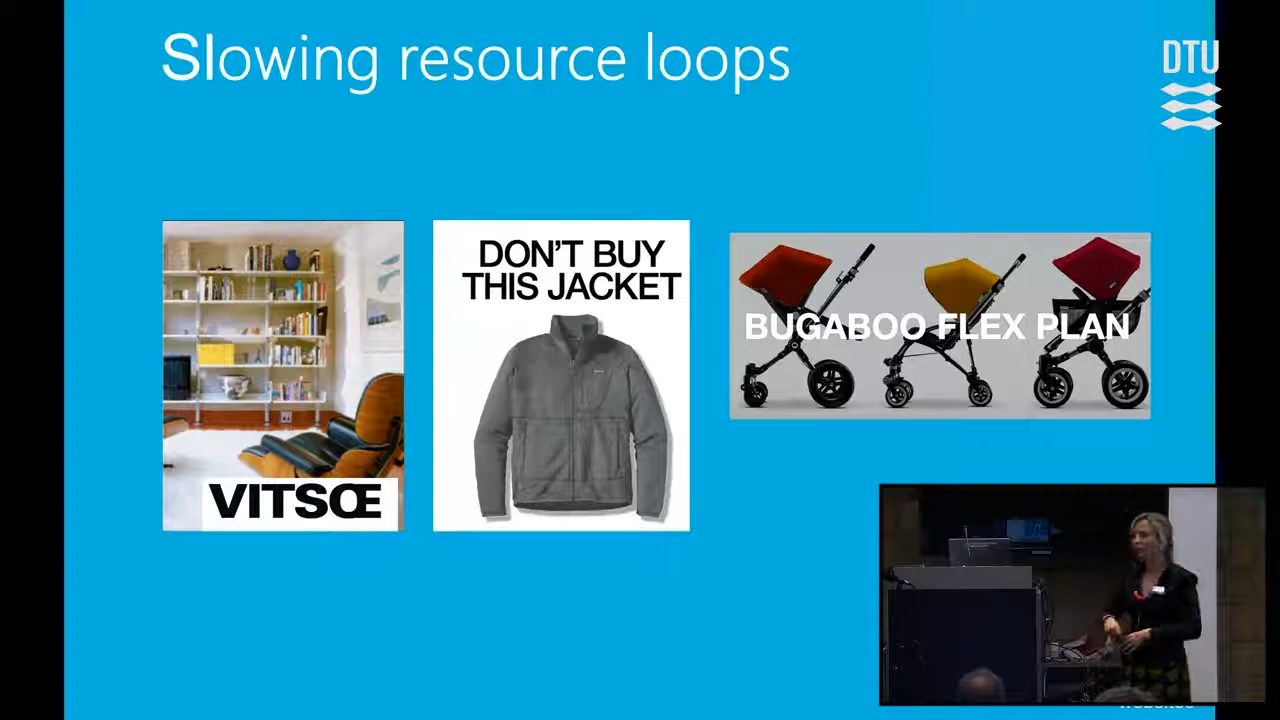 Slowing resource loops
DTU
DON'T BUY
THIS JACKET
BUGABOO FLEX PLAN
VITSŒ